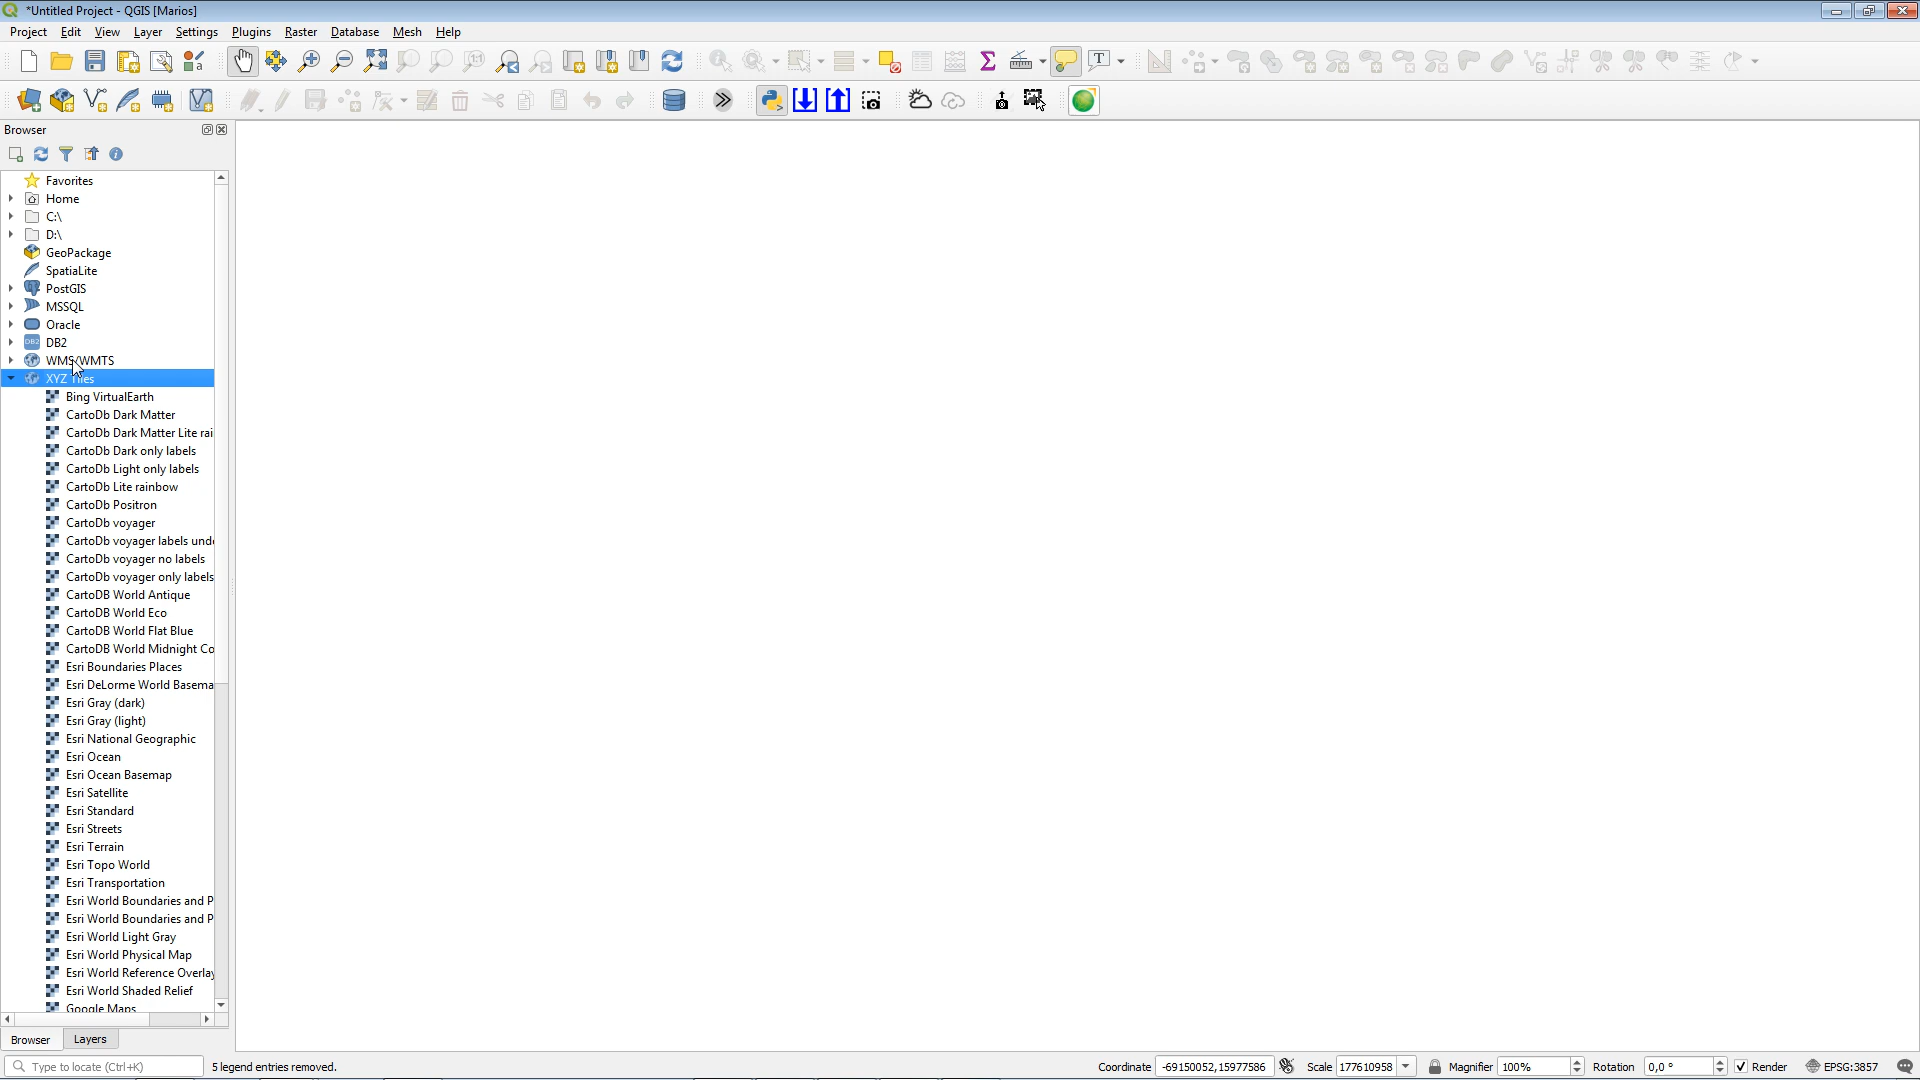 *Untitled Project - QGIS [Marios]
Project Edit View Layer Settings Plugins Raster Database Mesh Help
Browser
Favorites
Home
C:\
D:\
GeoPackage
SpatiaLite
PostGIS
MSSQL
Oracle
DB2
WMS/WMTS
XYZ Tiles
Bing VirtualEarth
CartoDb Dark Matter
CartoDb Dark Matter Lite rai
CartoDb Dark only labels
CartoDb Light only labels
CartoDb Lite rainbow
CartoDb Positron
CartoDb voyager
CartoDb voyager labels und
CartoDb voyager no labels
CartoDb voyager only labels
CartoDB World Antique
CartoDB World Eco
CartoDB World Flat Blue
CartoDB World Midnight Co
Esri Boundaries Places
Esri DeLorme World Basema
Esri Gray (dark)
Esri Gray (light)
Esri National Geographic
Esri Ocean
Esri Ocean Basemap
Esri Satellite
Esri Standard
Esri Streets
Esri Terrain
Esri Topo World
Esri Transportation
Esri World Boundaries and P
Esri World Boundaries and P
Esri World Light Gray
Esri World Physical Map
Esri World Reference Overlay
Esri World Shaded Relief
Google Maps
Browser Layers
Type to locate (Ctrl+K) 5 legend entries removed. Coordinate -69150052,15977586 Scale 177610958 Magnifier 100% Rotation 0,0 ° Render EPSG:3857